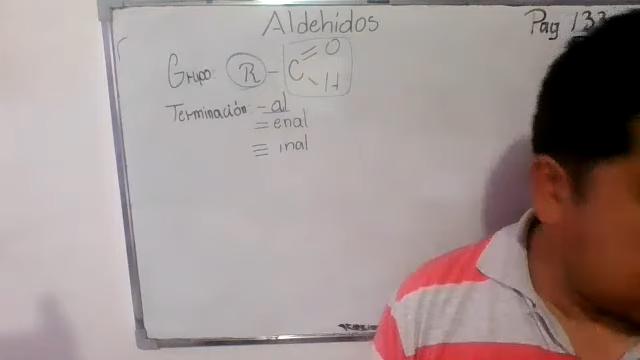 Aldehidos
Pag 133
Grupo: R - C = O
\ H
Terminación - al
= enal
≡ inal